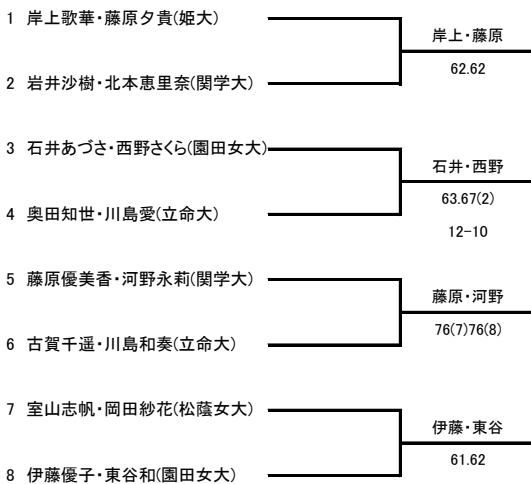 1 岸上歌華・藤原夕貴(姫大)
岸上・藤原
62.62
2 岩井沙樹・北本恵里奈(関学大)
3 石井あづさ・西野さくら(園田女大)
石井・西野
63.67(2)
4 奥田知世・川島愛(立命大)
12-10
5 藤原優美香・河野永莉(関学大)
藤原・河野
76(7)76(8)
6 古賀千遥・川島和奏(立命大)
7 室山志帆・岡田紗花(松蔭女大)
伊藤・東谷
61.62
8 伊藤優子・東谷和(園田女大)